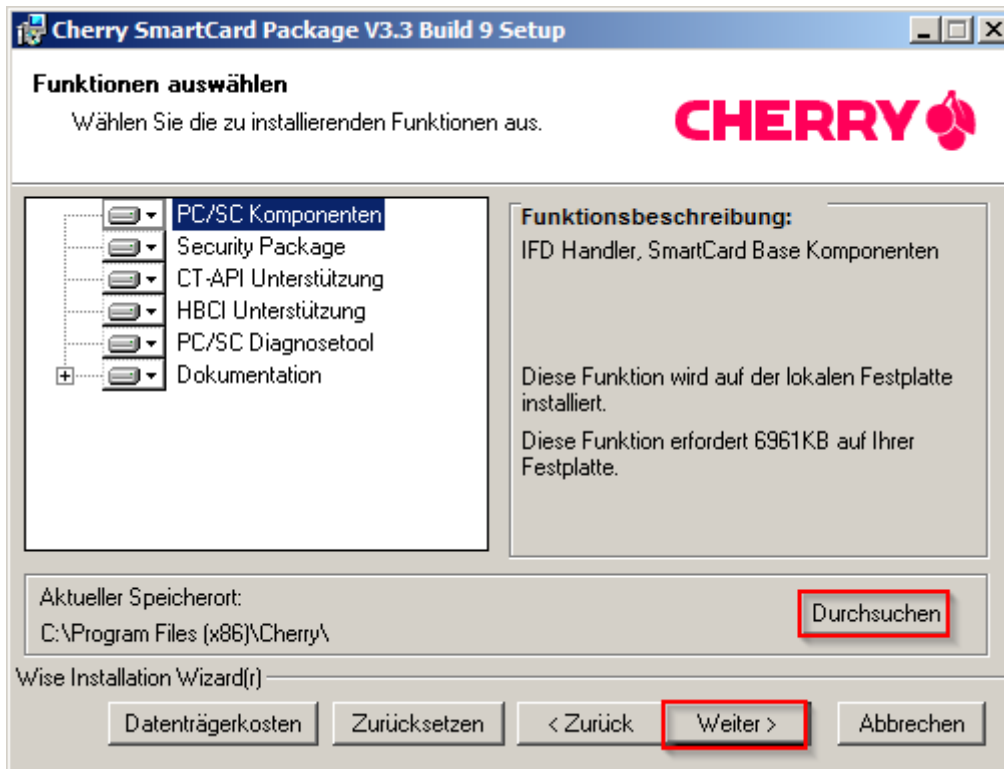 Cherry SmartCard Package V3.3 Build 9 Setup
Funktionen auswählen
Wählen Sie die zu installierenden Funktionen aus.
CHERRY
PC/SC Komponenten
Security Package
CT-API Unterstützung
HBCI Unterstützung
PC/SC Diagnosetool
Dokumentation
Funktionsbeschreibung:
IFD Handler, SmartCard Base Komponenten
Diese Funktion wird auf der lokalen Festplatte
installiert.
Diese Funktion erfordert 6961KB auf Ihrer
Festplatte.
Aktueller Speicherort:
C:\Program Files (x86)\Cherry\
Durchsuchen
Wise Installation Wizard(r)
Datenträgerkosten
Zurücksetzen
< Zurück
Weiter >
Abbrechen